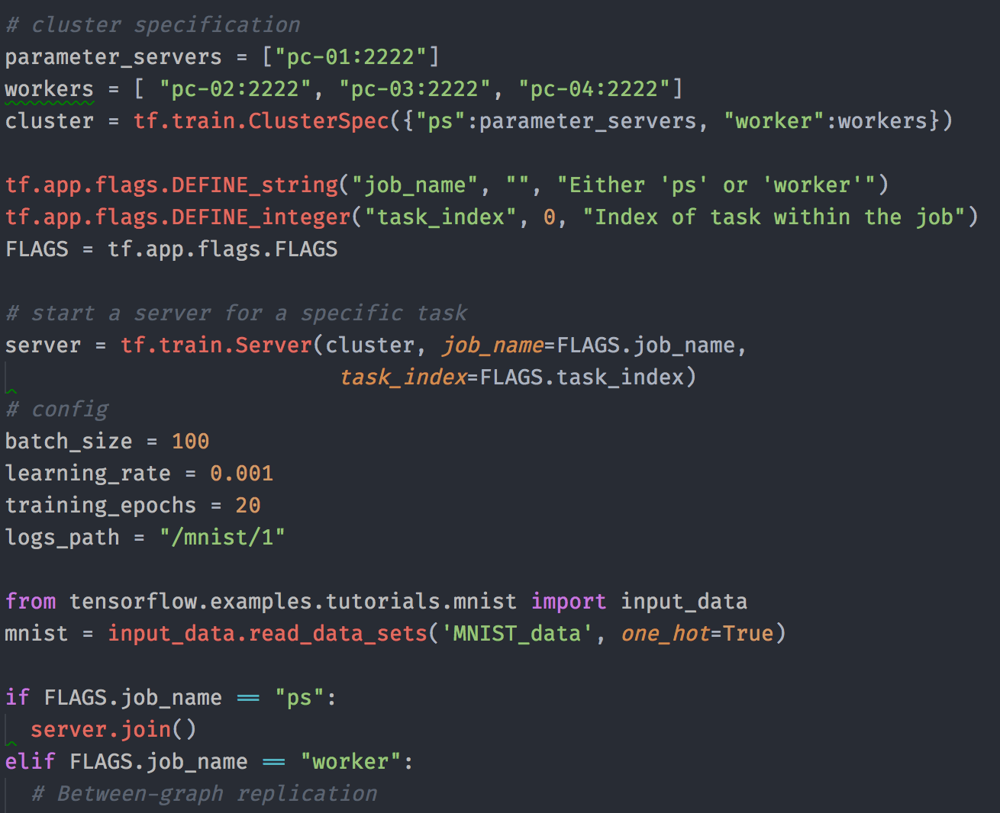 # cluster specification
parameter_servers = ["pc-01:2222"]
workers = [ "pc-02:2222", "pc-03:2222", "pc-04:2222"]
cluster = tf.train.ClusterSpec({"ps":parameter_servers, "worker":workers})

tf.app.flags.DEFINE_string("job_name", "", "Either 'ps' or 'worker'")
tf.app.flags.DEFINE_integer("task_index", 0, "Index of task within the job")
FLAGS = tf.app.flags.FLAGS

# start a server for a specific task
server = tf.train.Server(cluster, job_name=FLAGS.job_name,
                          task_index=FLAGS.task_index)
# config
batch_size = 100
learning_rate = 0.001
training_epochs = 20
logs_path = "/mnist/1"

from tensorflow.examples.tutorials.mnist import input_data
mnist = input_data.read_data_sets('MNIST_data', one_hot=True)

if FLAGS.job_name == "ps":
  server.join()
elif FLAGS.job_name == "worker":
  # Between-graph replication